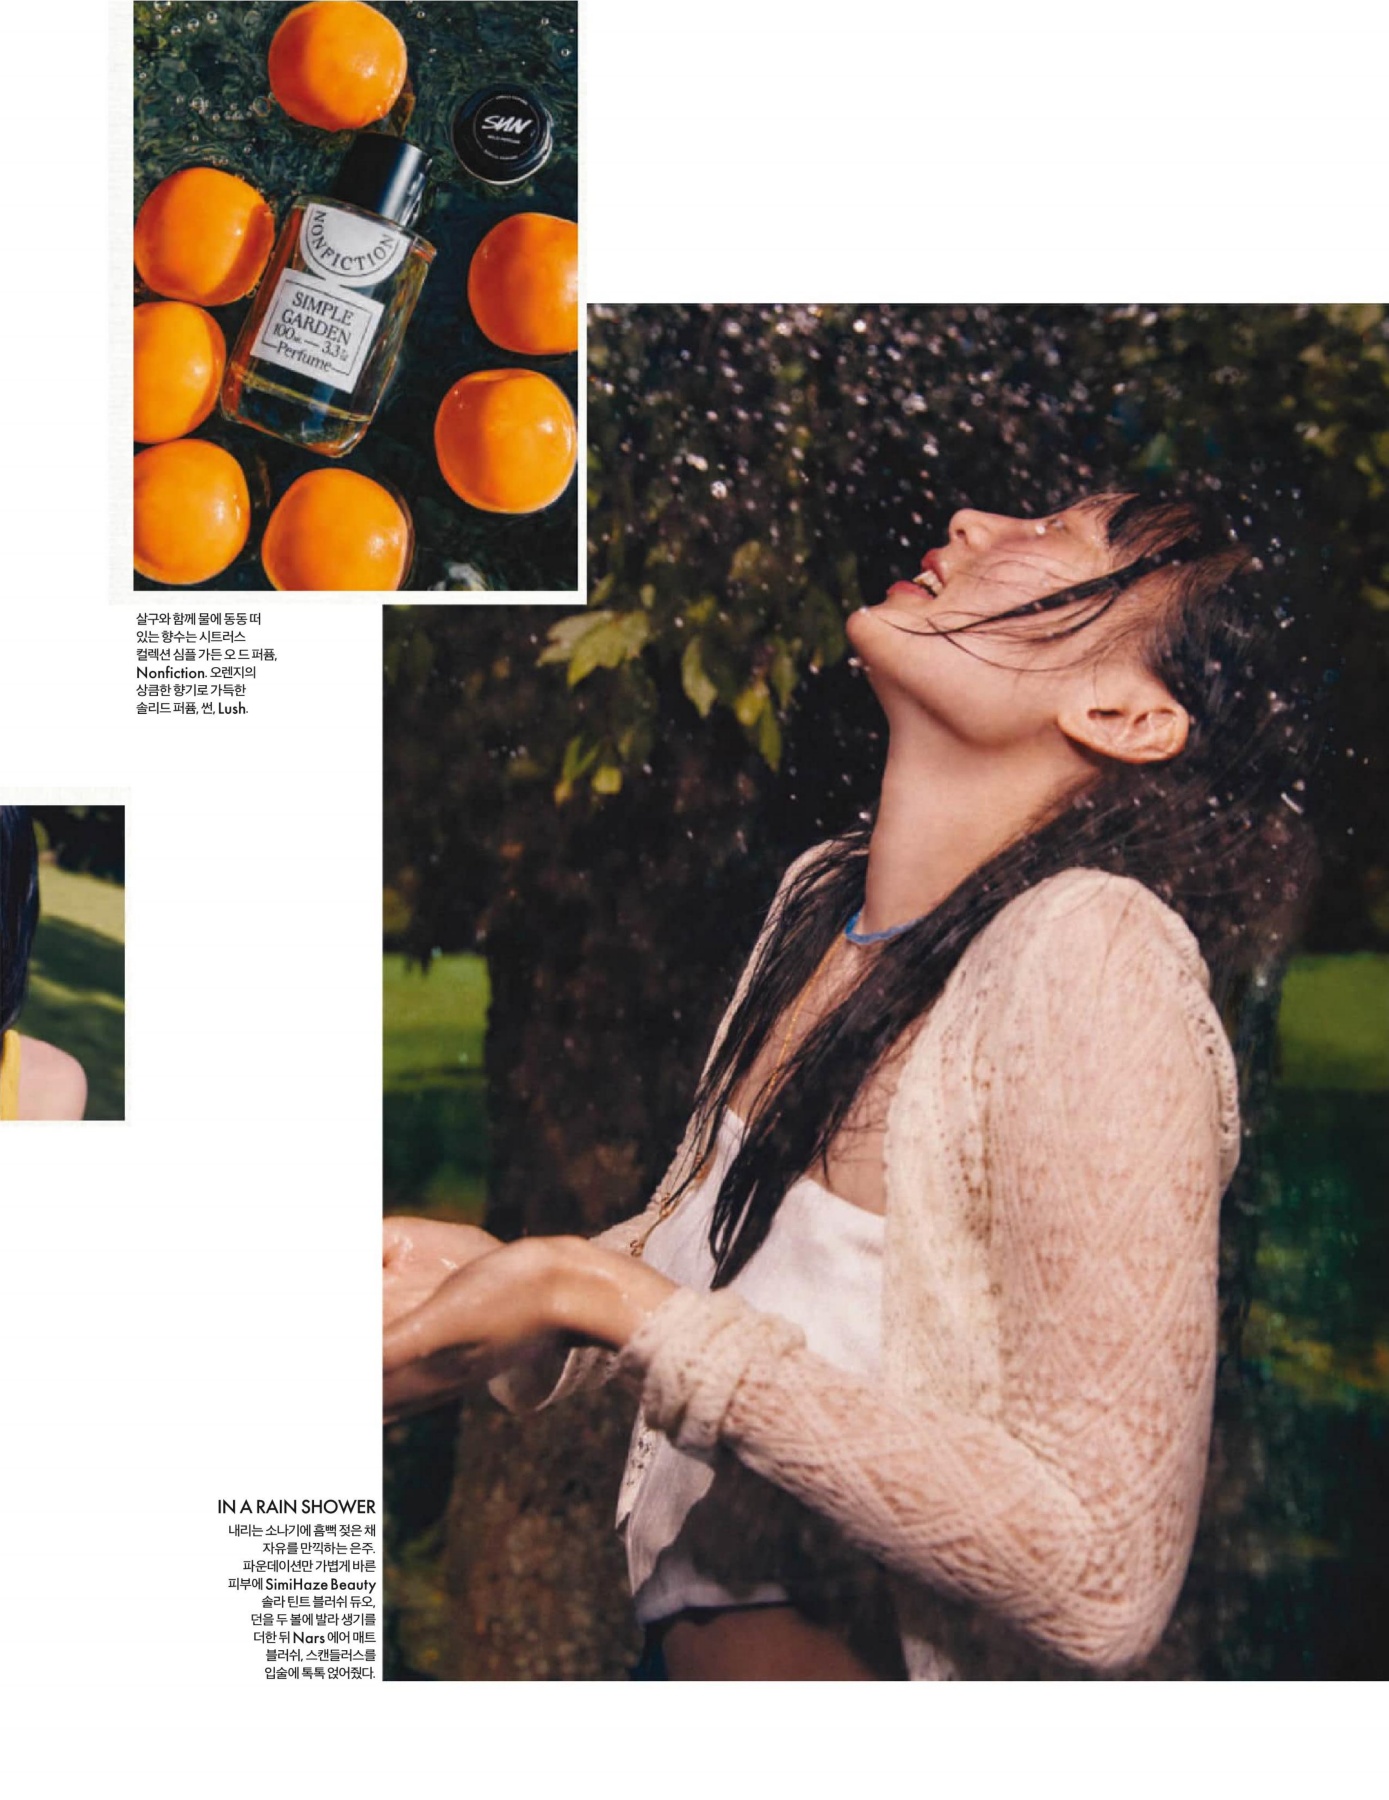 SUN
SOLID PERFUME
NONFICTION
SIMPLE
GARDEN
100 — 3.3
Perfume
살구와 함께 물에 동동 떠
있는 향수는 시트러스
컬렉션 심플 가든 오 드 퍼퓸,
Nonfiction. 오렌지의
상큼한 향기로 가득한
솔리드 퍼퓸, 썬, Lush.
IN A RAIN SHOWER
내리는 소나기에 흠뻑 젖은 채
자유를 만끽하는 은주.
파운데이션만 가볍게 바른
피부에 SimiHaze Beauty
솔라 틴트 블러쉬 듀오,
던을 두 볼에 발라 생기를
더한 뒤 Nars 에어 매트
블러쉬, 스캔들러스를
입술에 톡톡 얹어줬다.